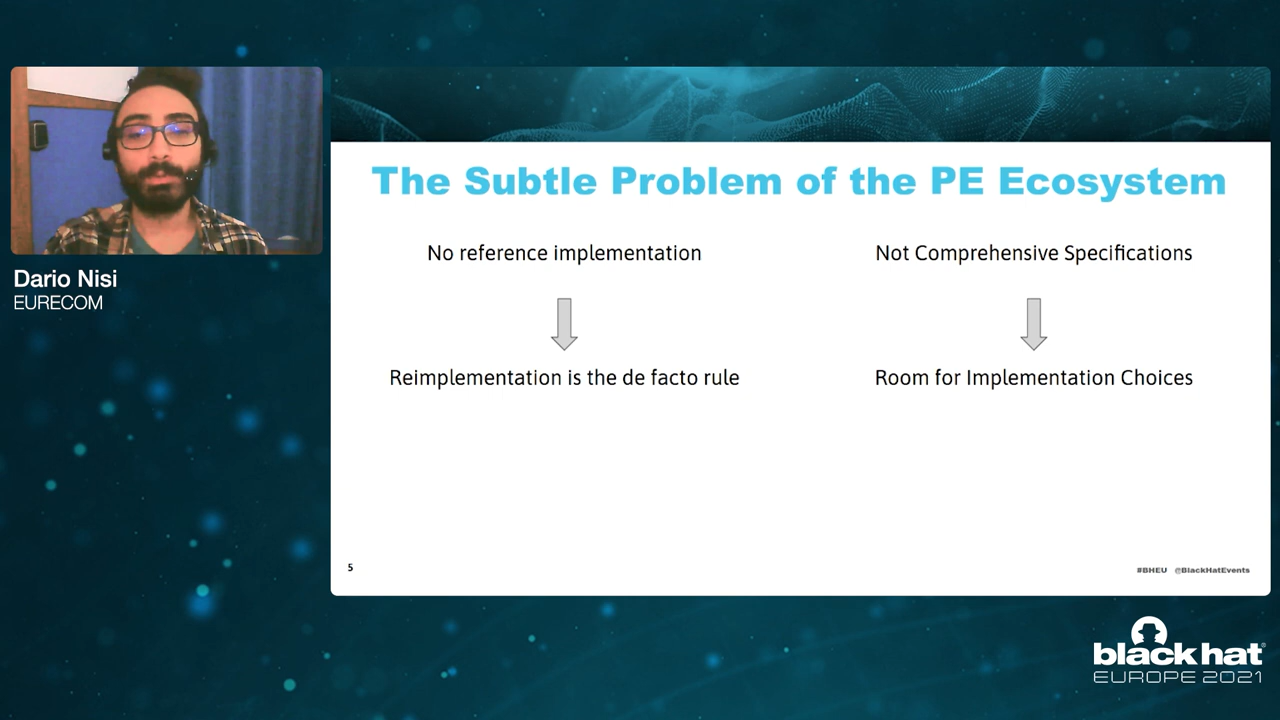 The Subtle Problem of the PE Ecosystem
No reference implementation
Not Comprehensive Specifications
Reimplementation is the de facto rule
Room for Implementation Choices
5
#BHEU @BlackHatEvents
Dario Nisi
EURECOM
black hat
EUROPE 2021